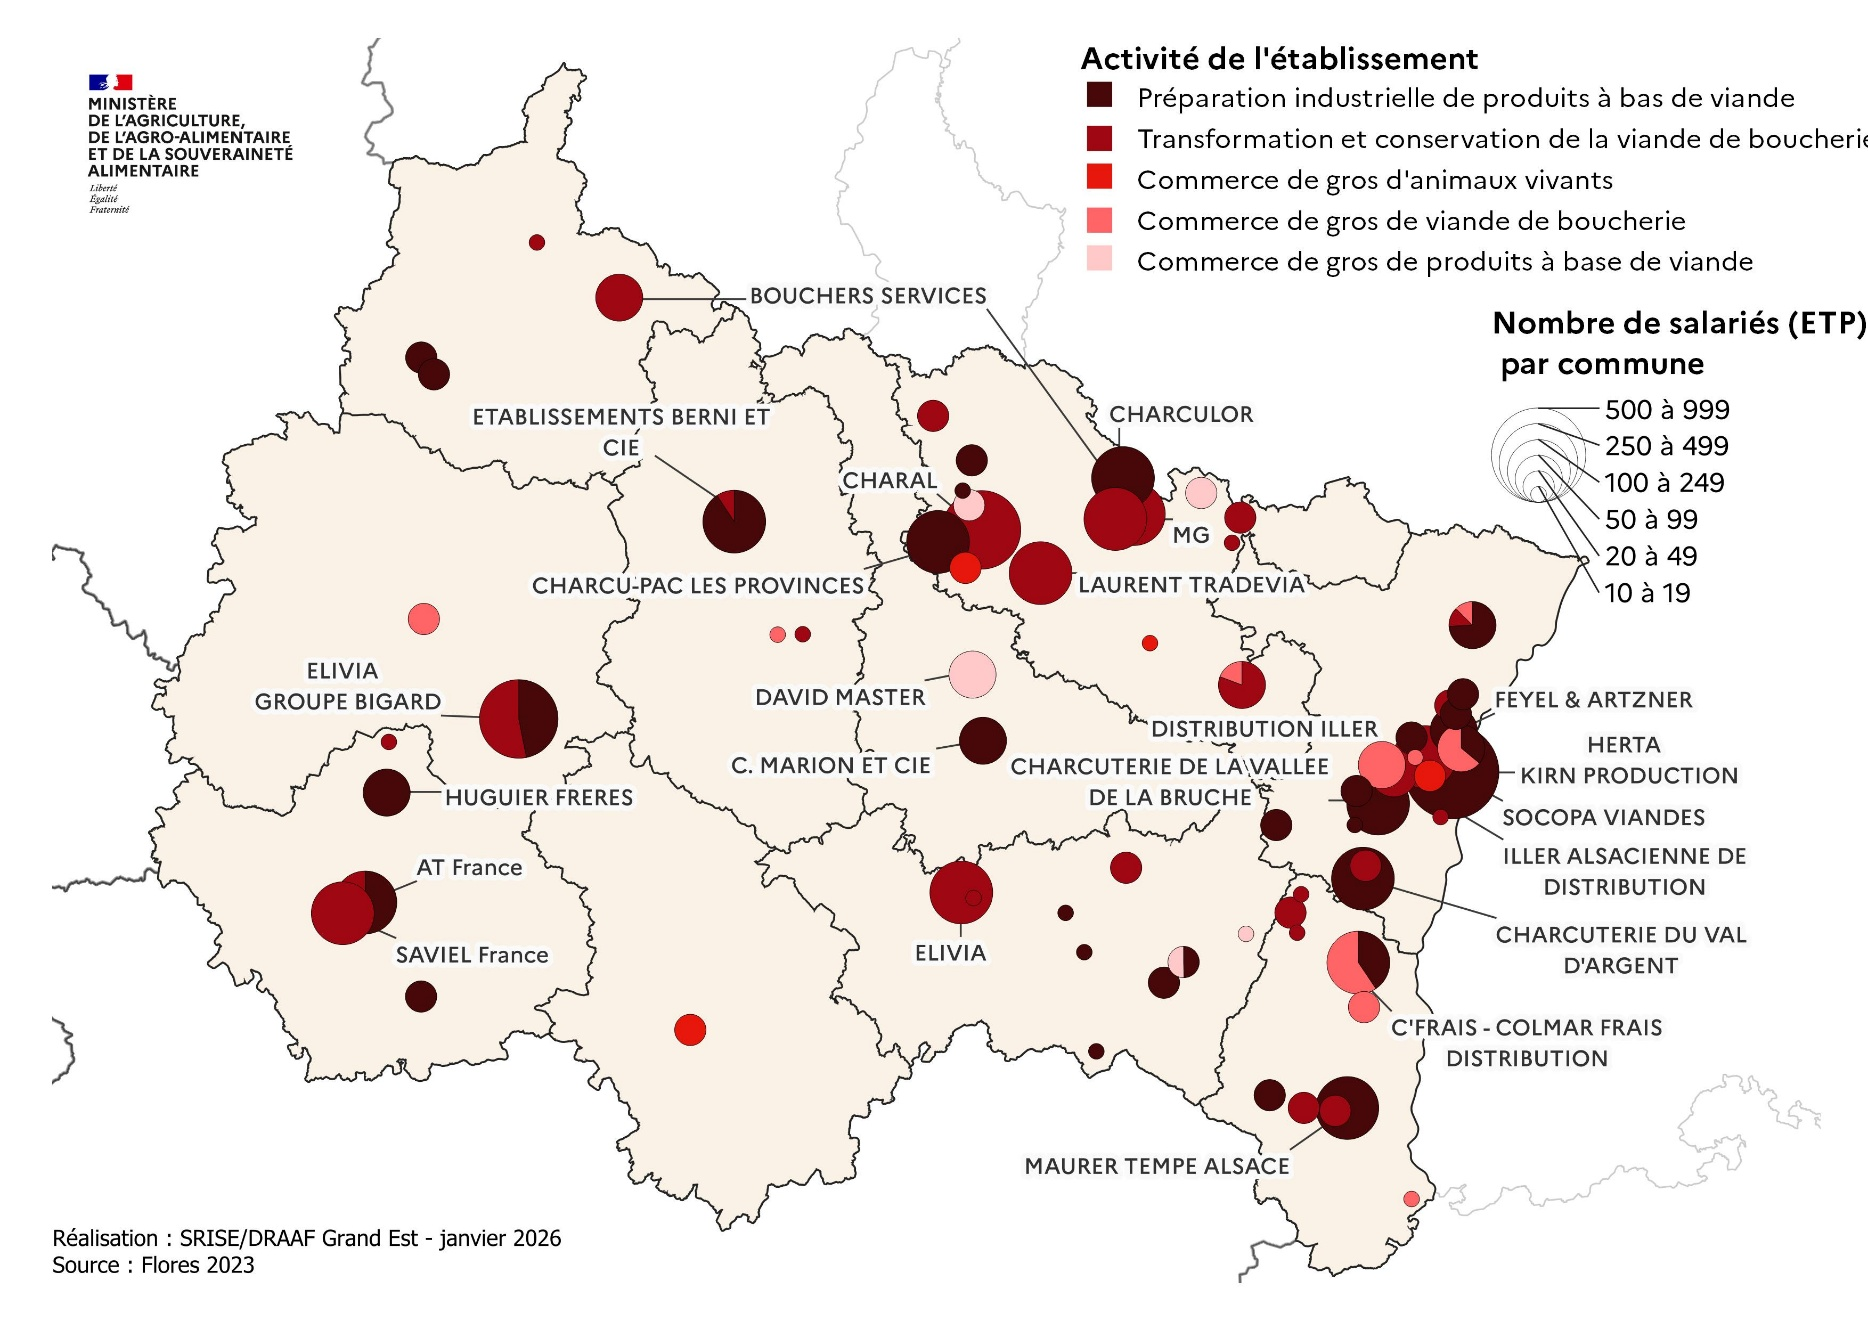 MINISTÈRE
DE L'AGRICULTURE,
DE L'AGRO-ALIMENTAIRE
ET DE LA SOUVERAINETÉ
ALIMENTAIRE
Liberté
Égalité
Fraternité
Activité de l'établissement
Préparation industrielle de produits à bas de viande
Transformation et conservation de la viande de boucherie
Commerce de gros d'animaux vivants
Commerce de gros de viande de boucherie
Commerce de gros de produits à base de viande
Nombre de salariés (ETP)
par commune
500 à 999
250 à 499
100 à 249
50 à 99
20 à 49
10 à 19
BOUCHERS SERVICES
ETABLISSEMENTS BERNI ET
CIE
CHARCULOR
CHARAL
MG
CHARCU-PAC LES PROVINCES
LAURENT TRADEVIA
ELIVIA
GROUPE BIGARD
DAVID MASTER
DISTRIBUTION ILLER
FEYEL & ARTZNER
HERTA
KIRN PRODUCTION
C. MARION ET CIE
CHARCUTERIE DE LA VALLEE
DE LA BRUCHE
HUGUIER FRERES
SOCOPA VIANDES
ILLER ALSACIENNE DE
DISTRIBUTION
AT France
SAVIEL France
ELIVIA
CHARCUTERIE DU VAL
D'ARGENT
C'FRAIS - COLMAR FRAIS
DISTRIBUTION
MAURER TEMPE ALSACE
Réalisation : SRISE/DRAAF Grand Est - janvier 2026
Source : Flores 2023